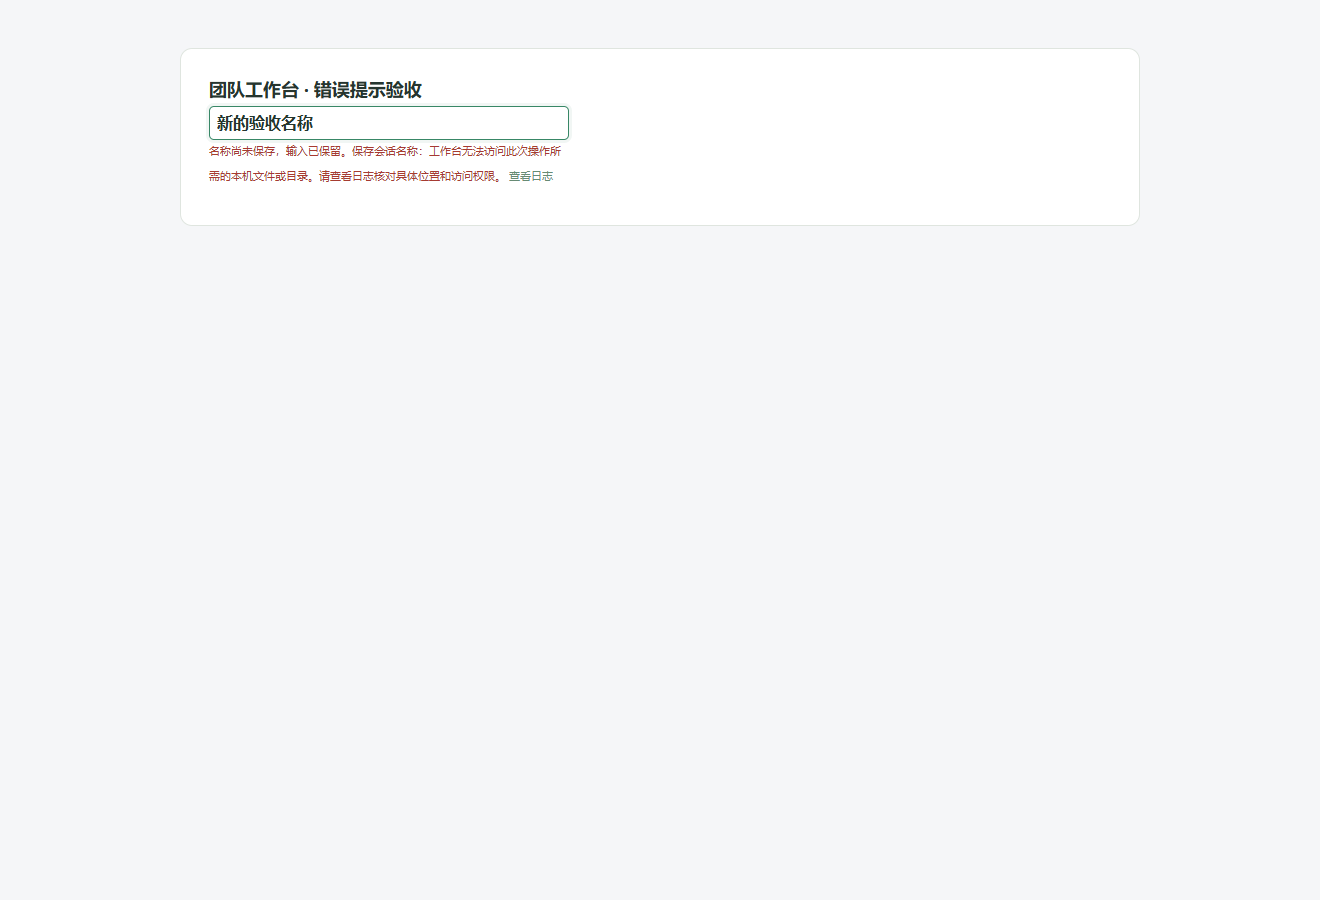 团队工作台 · 错误提示验收
新的验收名称
名称尚未保存，输入已保留。保存会话名称：工作台无法访问此次操作所
需的本机文件或目录。请查看日志核对具体位置和访问权限。 查看日志